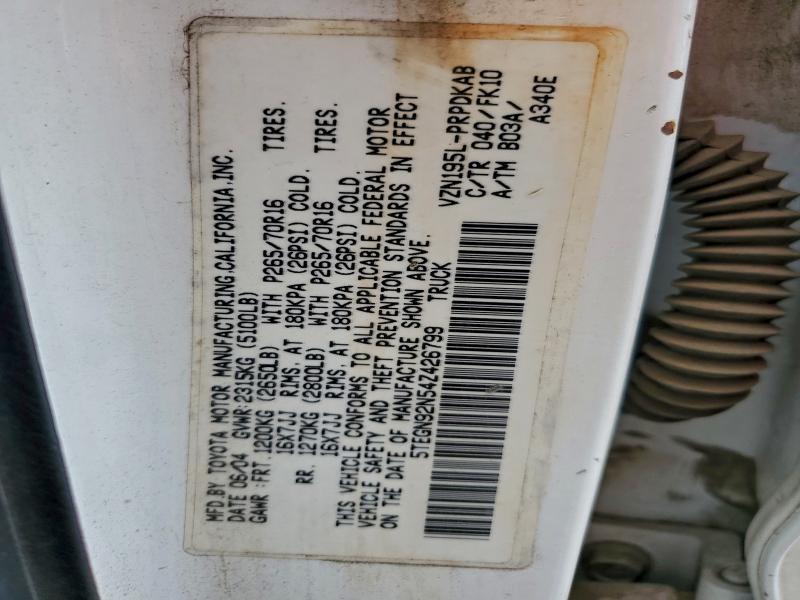 MFD.BY TOYOTA MOTOR MANUFACTURING.CALIFORNIA,INC.
DATE 06/04 GVWR:2315KG (5100LB)
GAWR :FRT.1200KG (2650LB) WITH P265/70R16 TIRES.
16X7JJ RIMS, AT 180KPA (26PSI) COLD.
RR. 1270KG (2800LB) WITH P265/70R16 TIRES.
16X7JJ RIMS, AT 180KPA (26PSI) COLD.
THIS VEHICLE CONFORMS TO ALL APPLICABLE FEDERAL MOTOR
VEHICLE SAFETY AND THEFT PREVENTION STANDARDS IN EFFECT
ON THE DATE OF MANUFACTURE SHOWN ABOVE.
5TEGN92N54Z426799 TRUCK
VZN195L-PRPDKAB
C/TR 040/FK10
A/TM B03A/
A340E